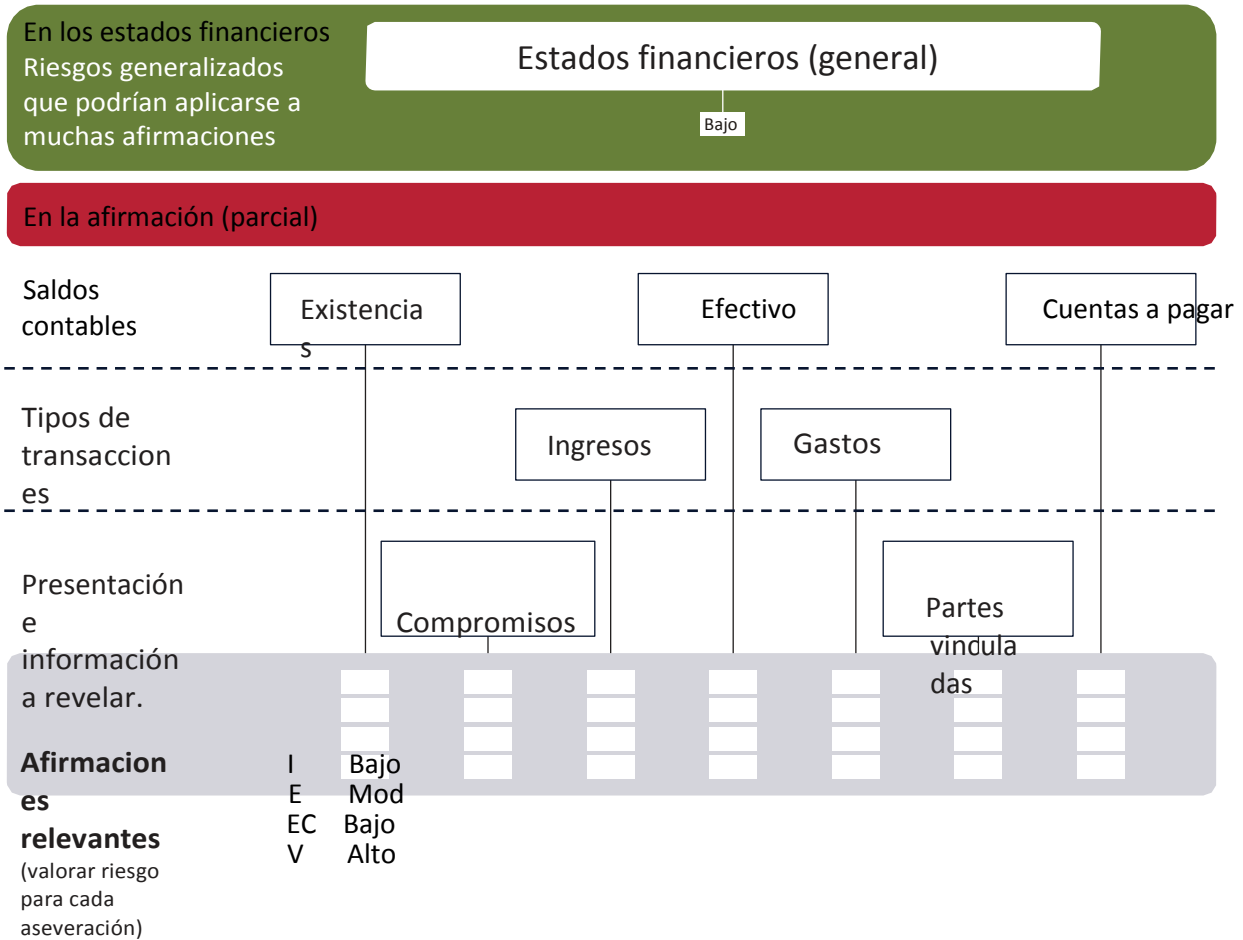 En los estados financieros
Riesgos generalizados
que podrían aplicarse a
muchas afirmaciones
Estados financieros (general)
Bajo
En la afirmación (parcial)
Saldos
contables
Existencia
s
Efectivo
Cuentas a pagar
Tipos de
transaccion
es
Ingresos
Gastos
Presentación
e
información
a revelar.
Compromisos
Partes
vincula
das
Afirmacion
es
relevantes
(valorar riesgo
para cada
aseveración)
I Bajo
E Mod
EC Bajo
V Alto